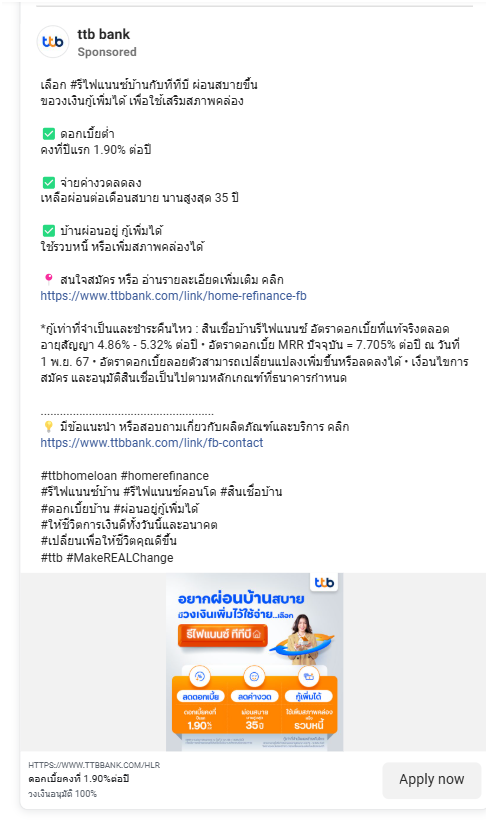 ttb
ttb bank
Sponsored
เลือก #รีไฟแนนซ์บ้านกับทีทีบี ผ่อนสบายขึ้น
ขอวงเงินกู้เพิ่มได้ เพื่อใช้เสริมสภาพคล่อง
✅ ดอกเบี้ยต่ำ
คงที่ปีแรก 1.90% ต่อปี
✅ จ่ายค่างวดลดลง
เหลือผ่อนต่อเดือนสบาย นานสูงสุด 35 ปี
✅ บ้านผ่อนอยู่ กู้เพิ่มได้
ใช้รวบหนี้ หรือเพิ่มสภาพคล่องได้
📍 สนใจสมัคร หรือ อ่านรายละเอียดเพิ่มเติม คลิก
https://www.ttbbank.com/link/home-refinance-fb
*กู้เท่าที่จำเป็นและชำระคืนไหว : สินเชื่อบ้านรีไฟแนนซ์ อัตราดอกเบี้ยที่แท้จริงตลอด
อายุสัญญา 4.86% - 5.32% ต่อปี • อัตราดอกเบี้ย MRR ปัจจุบัน = 7.705% ต่อปี ณ วันที่
1 พ.ย. 67 • อัตราดอกเบี้ยลอยตัวสามารถเปลี่ยนแปลงเพิ่มขึ้นหรือลดลงได้ • เงื่อนไขการ
สมัคร และอนุมัติสินเชื่อเป็นไปตามหลักเกณฑ์ที่ธนาคารกำหนด
......................................................
💡 มีข้อแนะนำ หรือสอบถามเกี่ยวกับผลิตภัณฑ์และบริการ คลิก
https://www.ttbbank.com/link/fb-contact
#ttbhomeloan #homerefinance
#รีไฟแนนซ์บ้าน #รีไฟแนนซ์คอนโด #สินเชื่อบ้าน
#ดอกเบี้ยบ้าน #ผ่อนอยู่กู้เพิ่มได้
#ให้ชีวิตการเงินดีทั้งวันนี้และอนาคต
#เปลี่ยนเพื่อให้ชีวิตคุณดีขึ้น
#ttb #MakeREALChange
ttb
อยากผ่อนบ้านสบาย
มีวงเงินเพิ่มไว้ใช้จ่าย...เลือก
รีไฟแนนซ์ ทีทีบี
ลดดอกเบี้ย ลดค่างวด กู้เพิ่มได้
ดอกเบี้ยคงที่ ผ่อนสบาย ใช้เพิ่มสภาพคล่อง
1.90% 35ปี รวบหนี้
HTTPS://WWW.TTBBANK.COM/HLR
ดอกเบี้ยคงที่ 1.90%ต่อปี
วงเงินอนุมัติ 100%
Apply now